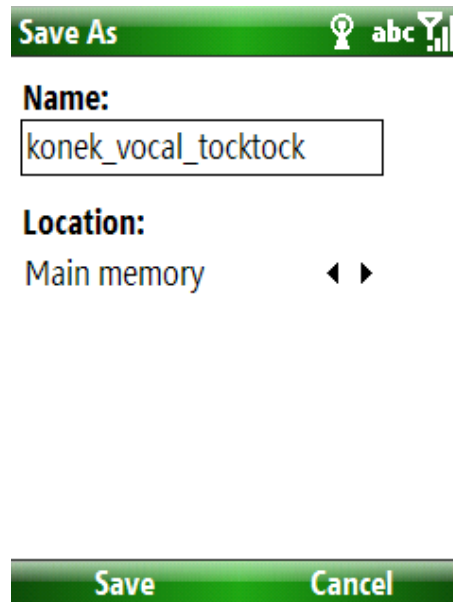 Save As abc
Name:
konek_vocal_tocktock
Location:
Main memory
Save Cancel